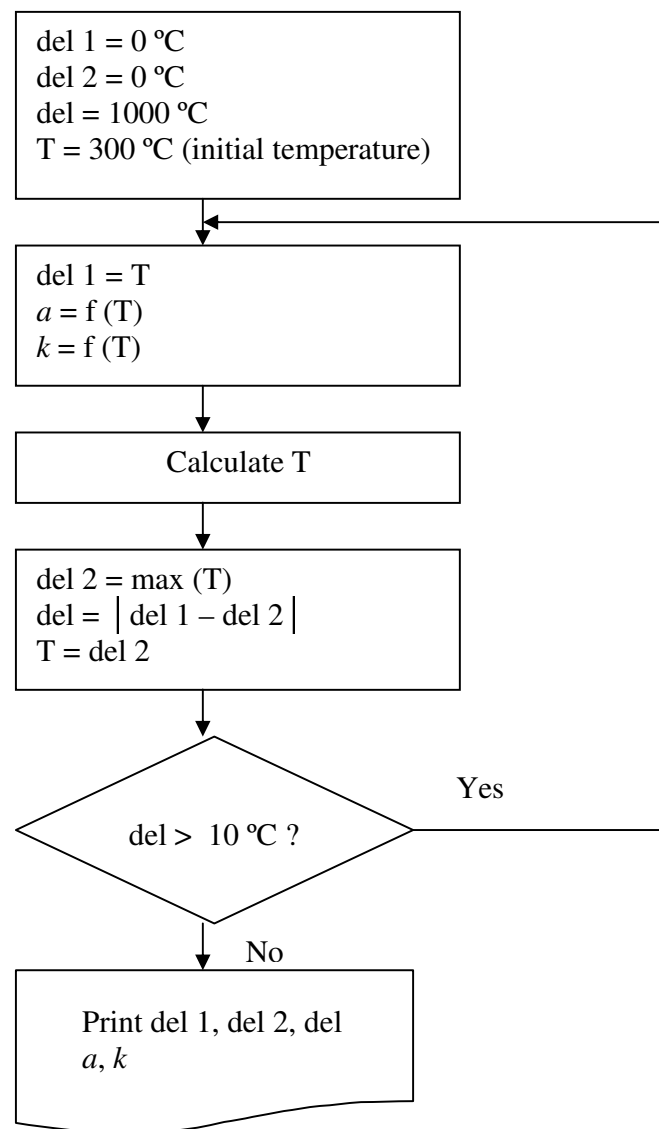 del 1 = 0 ºC
del 2 = 0 ºC
del = 1000 ºC
T = 300 ºC (initial temperature)
del 1 = T
a = f (T)
k = f (T)
Calculate T
del 2 = max (T)
del = | del 1 – del 2 |
T = del 2
Yes
del > 10 ºC ?
No
Print del 1, del 2, del
a, k